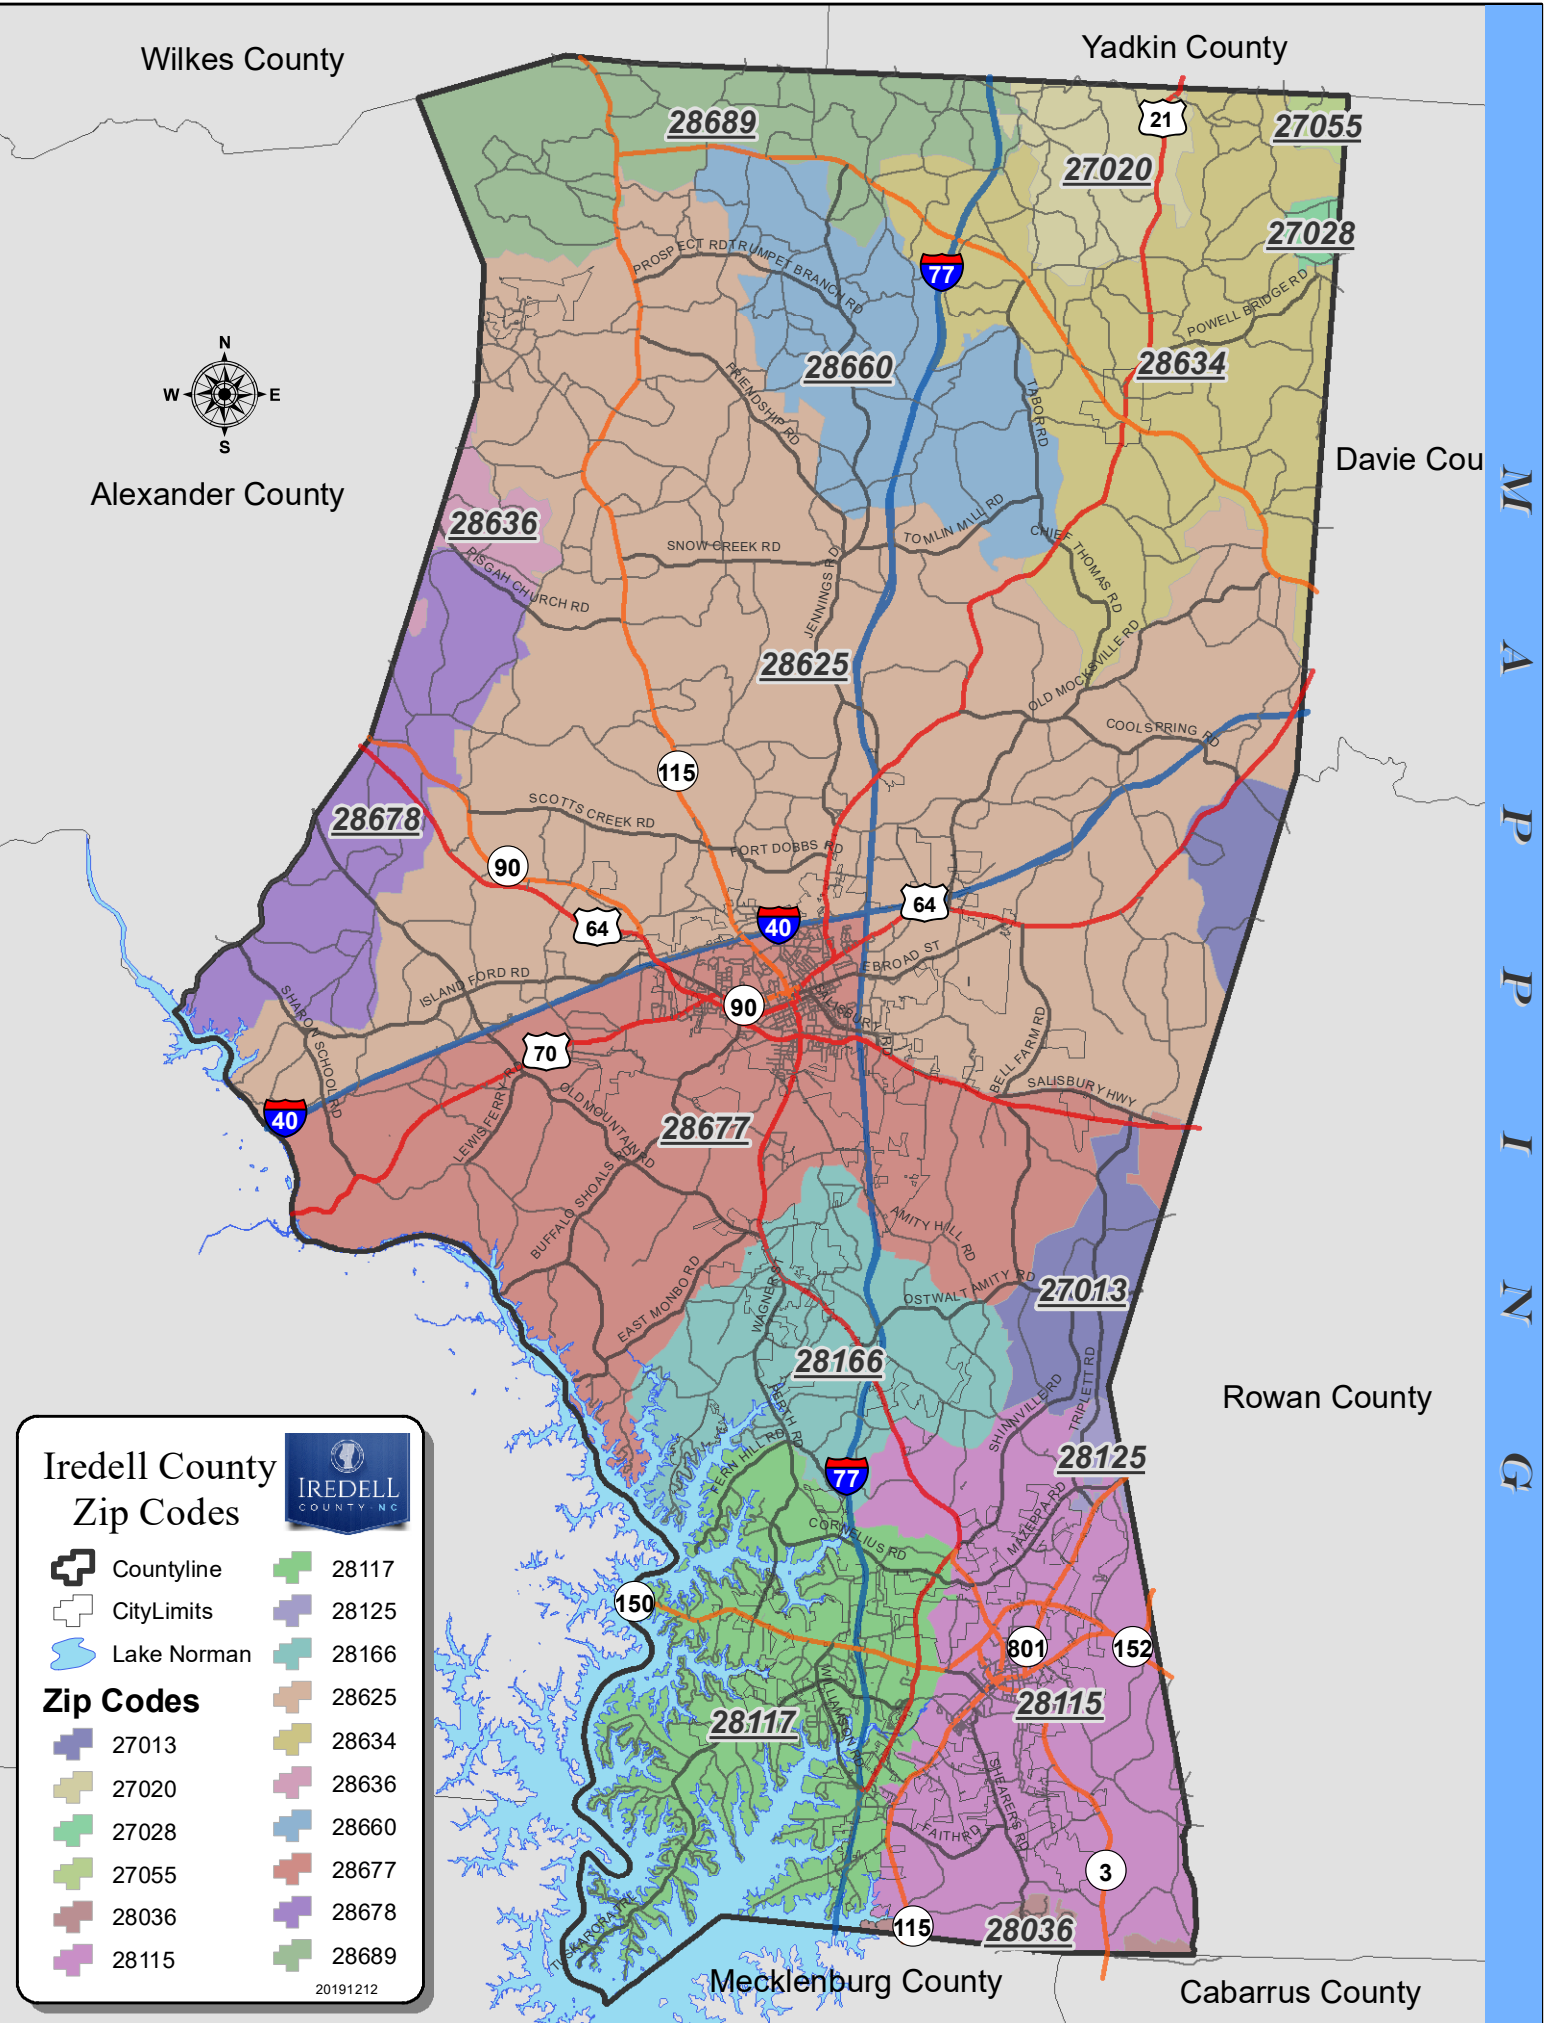 Wilkes County
Yadkin County
21
28689
27055
27020
27028
PROSPECT RD
TRUMPET BRANCH RD
77
POWELL BRIDGE RD
N
W E
S
28660
28634
FRIENDSHIP RD
TABOR RD
Davie Cou
Alexander County
28636
SNOW CREEK RD
TOMLIN MILL RD
CHIEF THOMAS RD
PISGAH CHURCH RD
JENNINGS RD
28625
OLD MOCKSVILLE RD
COOLSPRING RD
115
28678
SCOTTS CREEK RD
FORT DOBBS RD
90
64
40
64
EBROAD ST
ISLAND FORD RD
SHARON SCHOOL RD
90
SALISBURY RD
70
BELL FARM RD
SALISBURY HWY
40
LEWIS FERRY RD
OLD MOUNTAIN RD
28677
BUFFALO SHOALS RD
AMITY HILL RD
EAST MONBO RD
WAGNER ST
OSTWALT AMITY RD
27013
28166
PERTH RD
TRIPLETT RD
SHINNVILLE RD
Rowan County
FERN HILL RD
28125
77
MAZEPPA RD
CORNELIUS RD
150
801
152
WILLIAMSON RD
28117
28115
SHEARERS RD
FAITH RD
3
TUSKARORA TRL
115
28036
Mecklenburg County
Cabarrus County
MAPPING
Iredell County
Zip Codes
IREDELL
COUNTY NC
Countyline
CityLimits
Lake Norman
Zip Codes
27013
27020
27028
27055
28036
28115
28117
28125
28166
28625
28634
28636
28660
28677
28678
28689
20191212